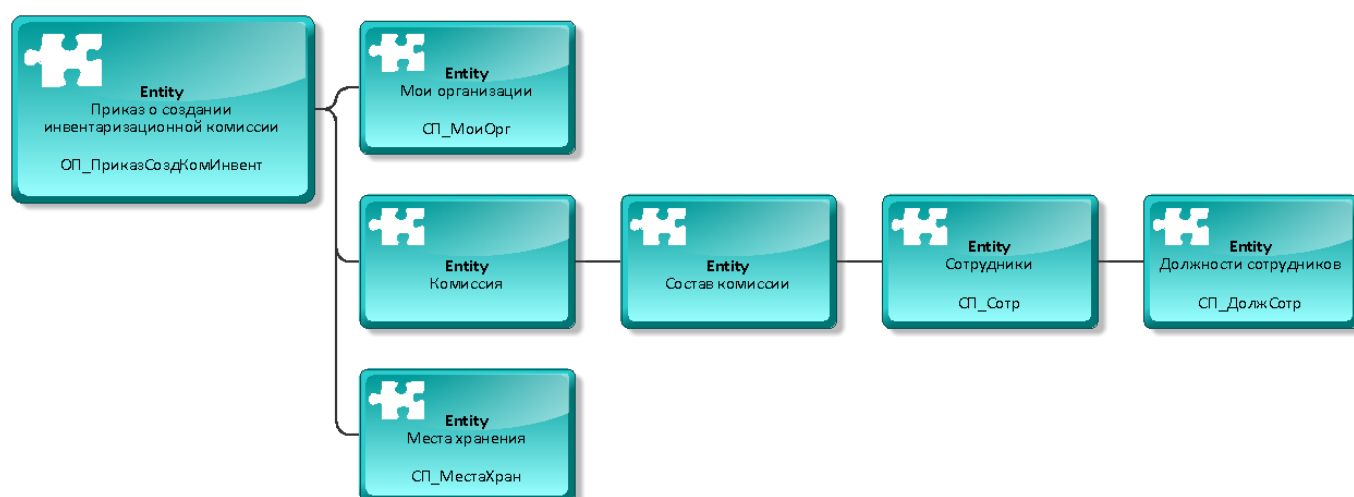 Entity
Приказ о создании
инвентаризационной комиссии
ОП_ПриказСоздКомИнвент
Entity
Мои организации
СП_МоиОрг
Entity
Комиссия
Entity
Состав комиссии
Entity
Сотрудники
СП_Сотр
Entity
Должности сотрудников
СП_ДолжСотр
Entity
Места хранения
СП_МестаХран